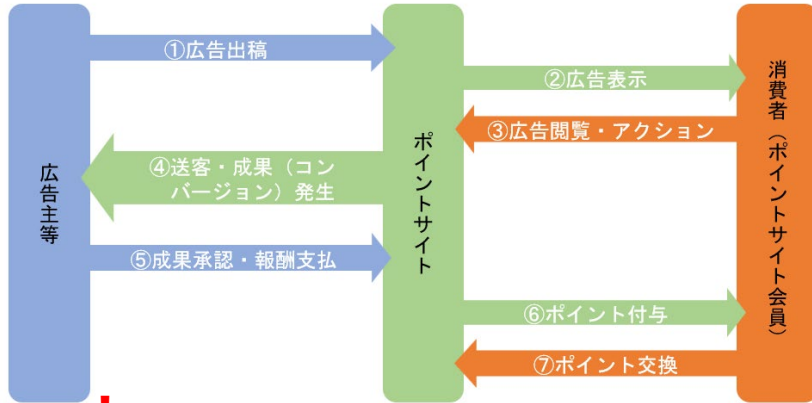 広告主等
ポイントサイト
消費者（ポイントサイト会員）
①広告出稿
②広告表示
③広告閲覧・アクション
④送客・成果（コン
バージョン）発生
⑤成果承認・報酬支払
⑥ポイント付与
⑦ポイント交換